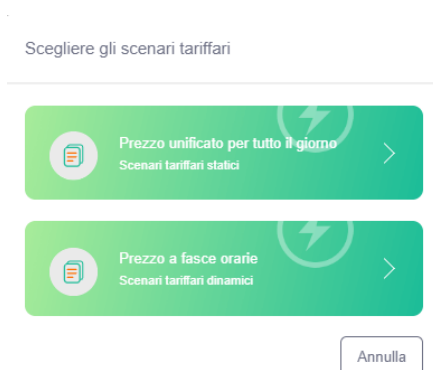 Scegliere gli scenari tariffari
Prezzo unificato per tutto il giorno
Scenari tariffari statici
Prezzo a fasce orarie
Scenari tariffari dinamici
Annulla